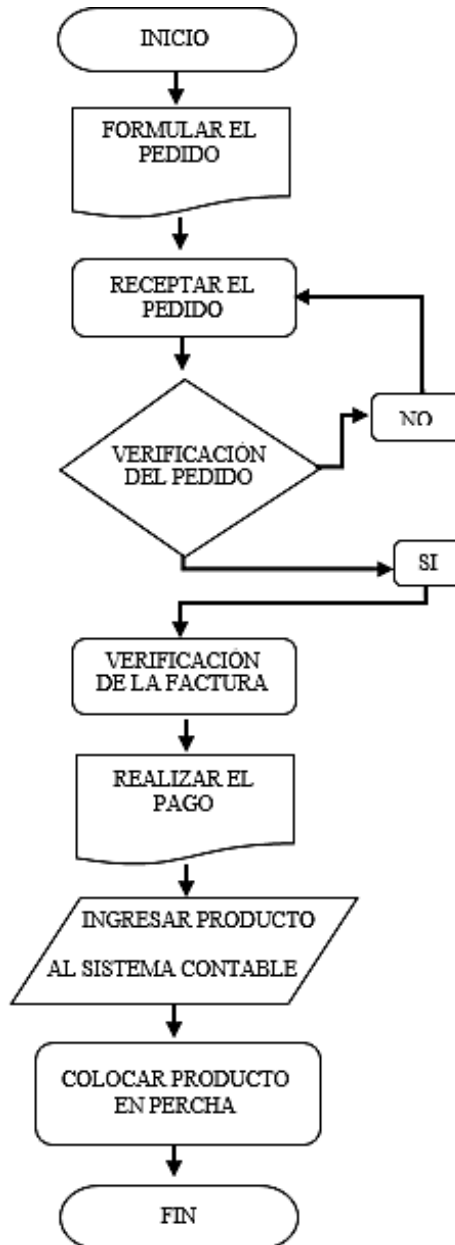 INICIO
FORMULAR EL
PEDIDO
RECEPTAR EL
PEDIDO
NO
VERIFICACIÓN
DEL PEDIDO
SI
VERIFICACIÓN
DE LA FACTURA
REALIZAR EL
PAGO
INGRESAR PRODUCTO
AL SISTEMA CONTABLE
COLOCAR PRODUCTO
EN PERCHA
FIN